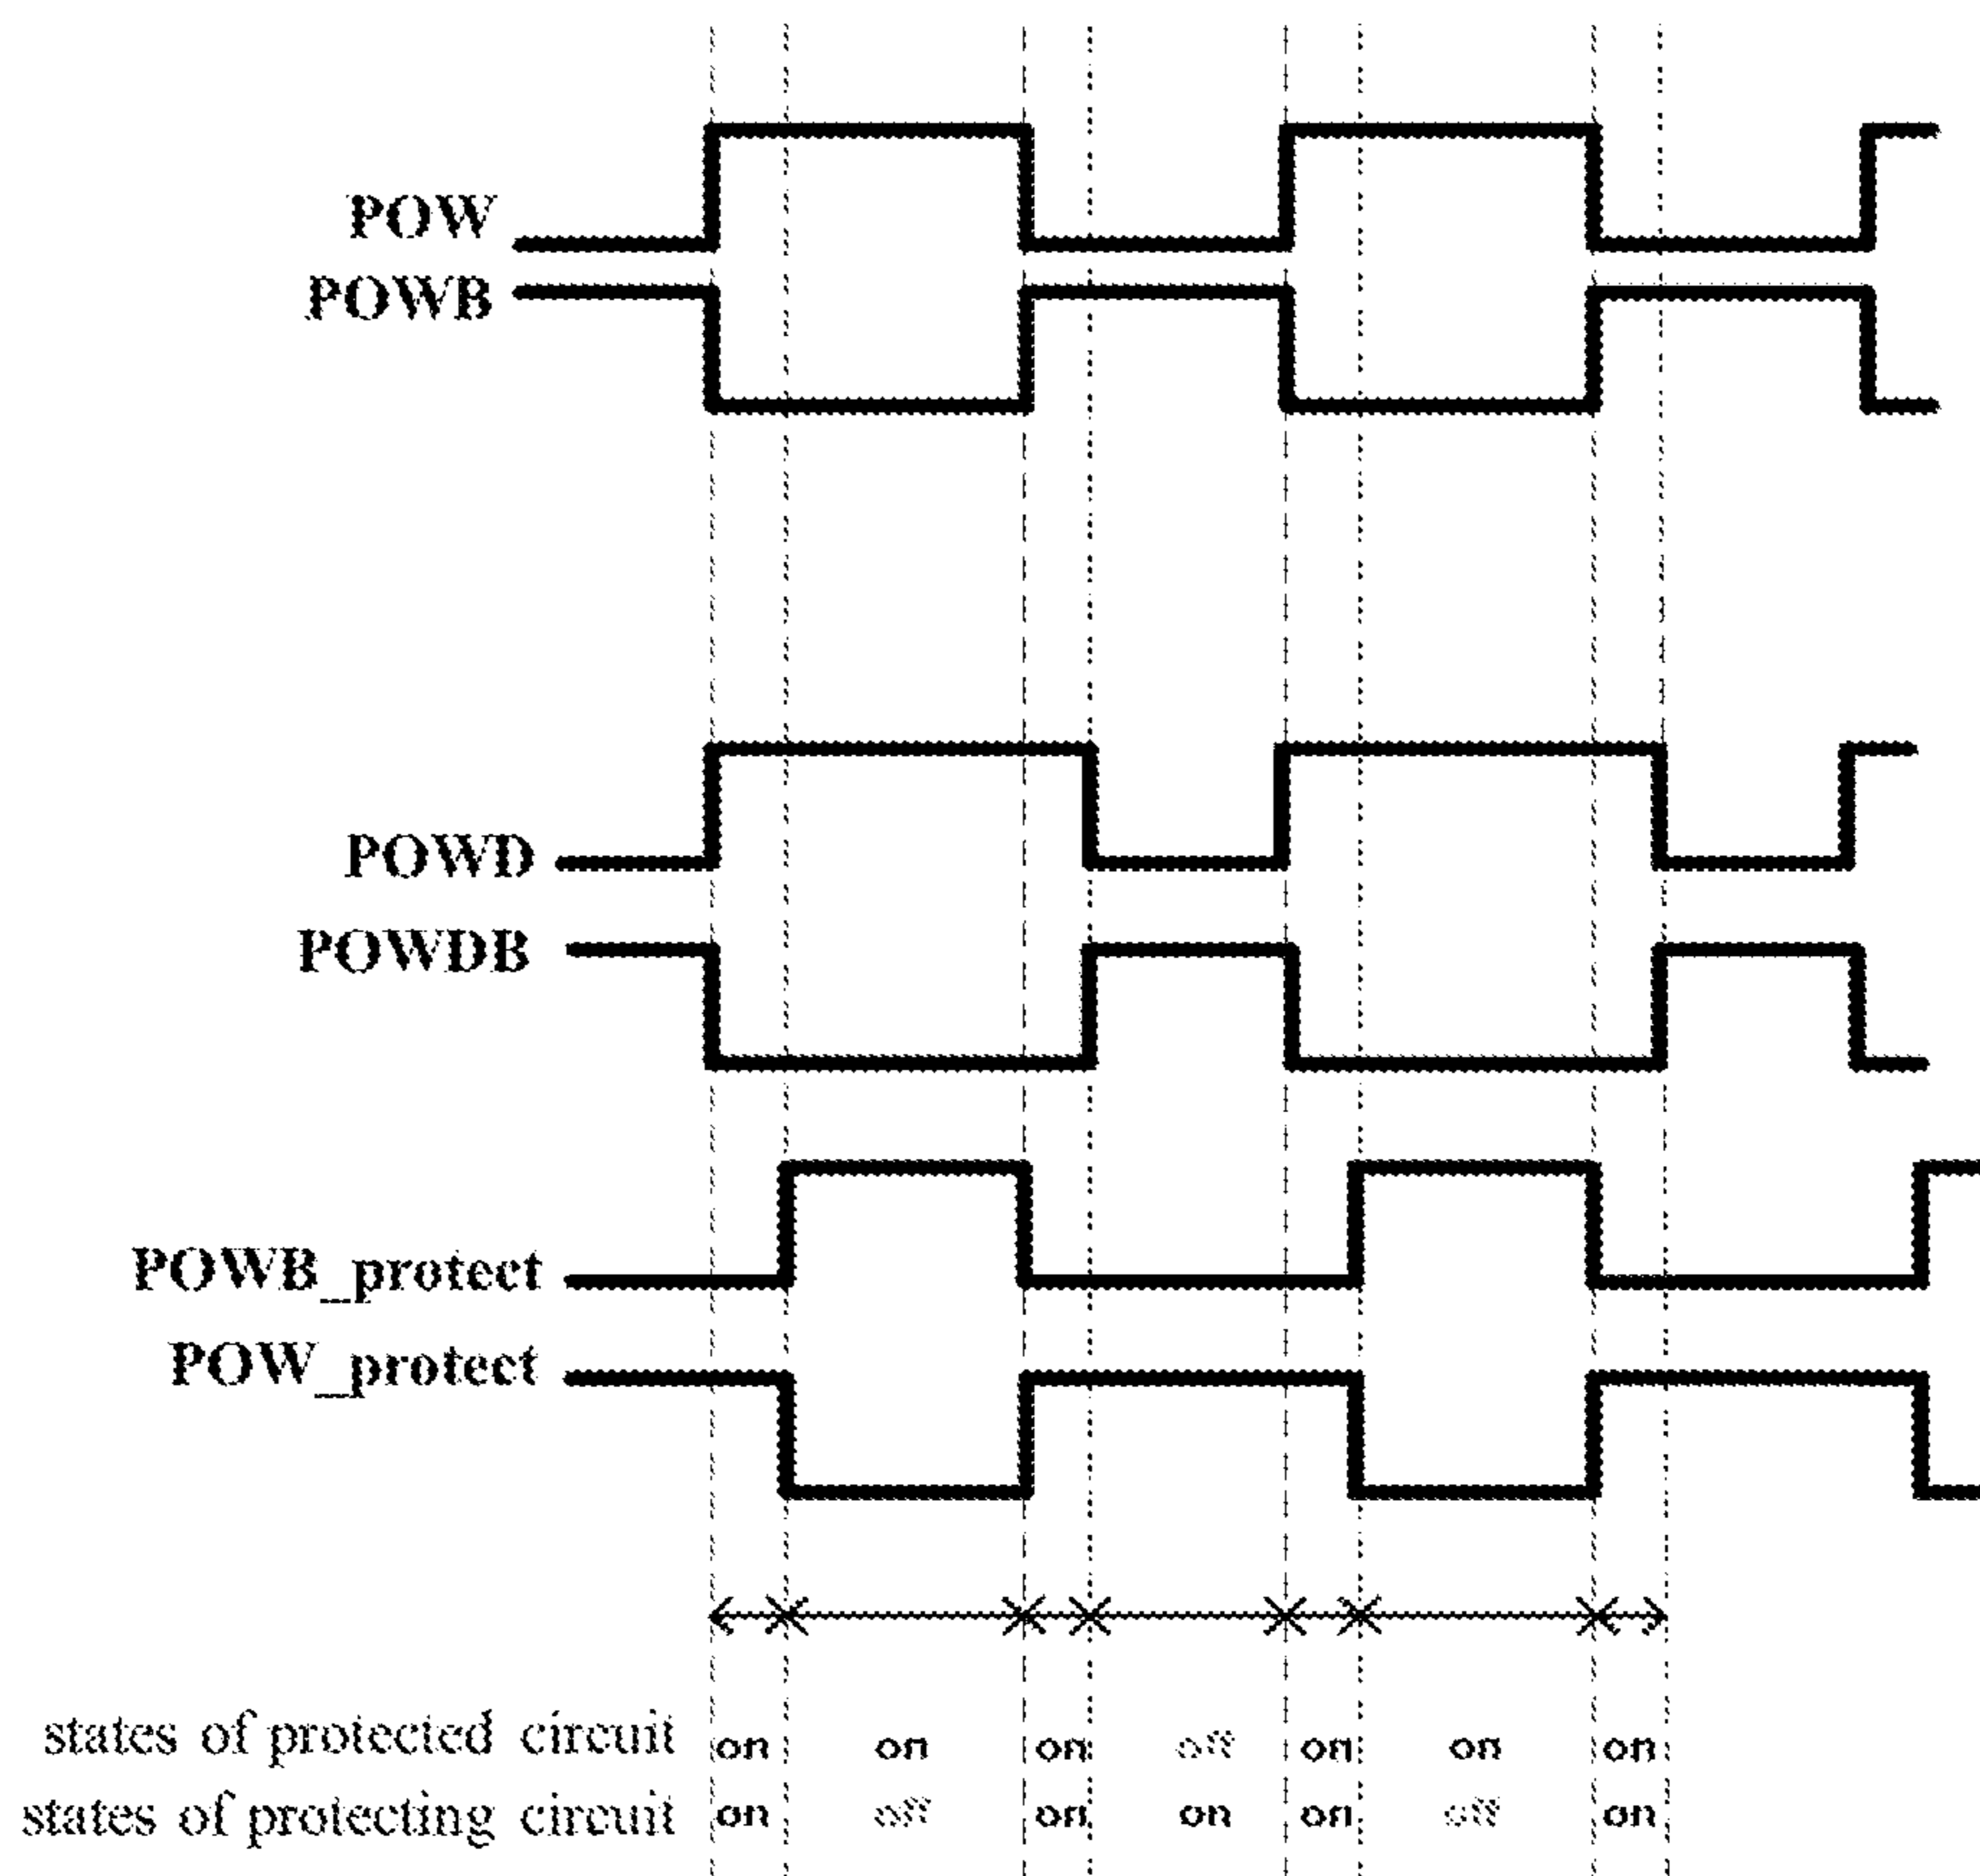 POW
POWB
POWD
POWDB
POWB_protect
POW_protect
states of protected circuit on on on off on on on
states of protecting circuit on off on on on off on